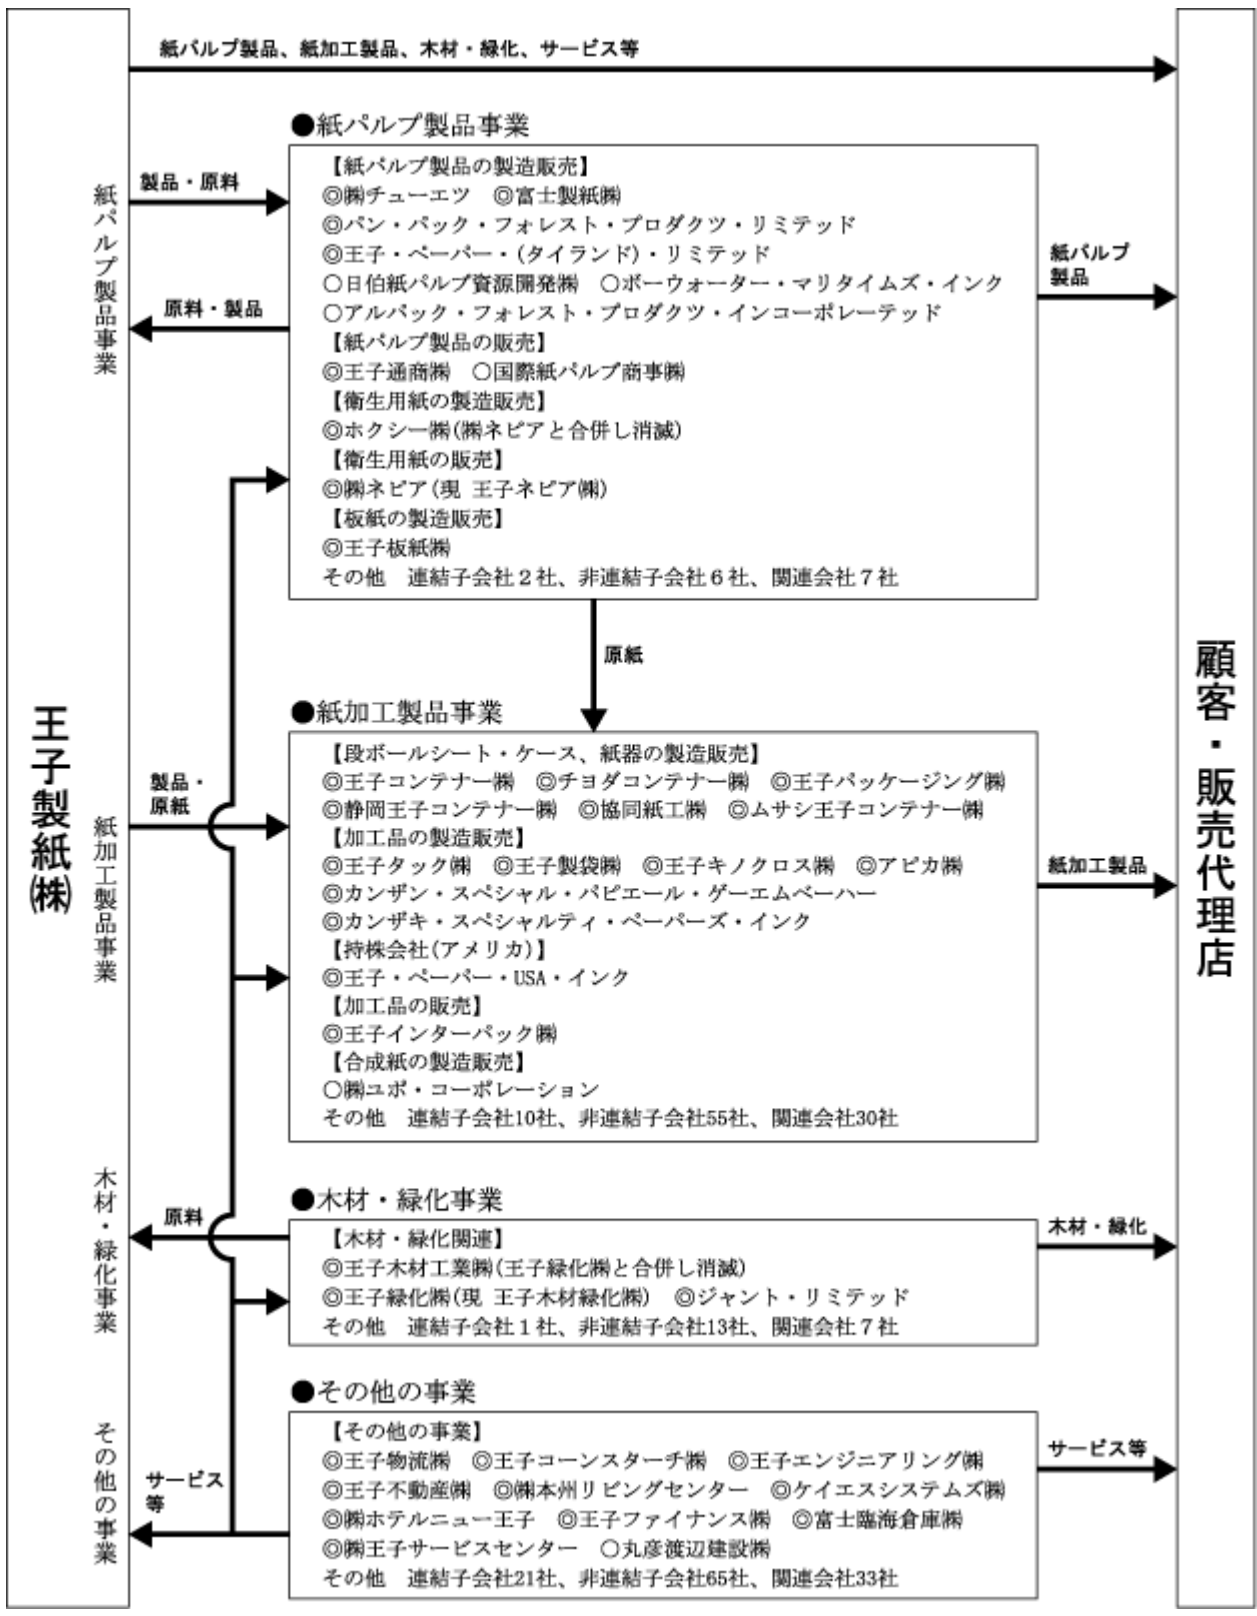 紙パルプ製品、紙加工製品、木材・緑化、サービス等
●紙パルプ製品事業
【紙パルプ製品の製造販売】
◎㈱チューエツ　◎富士製紙㈱
◎パン・パック・フォレスト・プロダクツ・リミテッド
◎王子・ペーパー・(タイランド)・リミテッド
○日伯紙パルプ資源開発㈱　○ボーウォーター・マリタイムズ・インク
○アルパック・フォレスト・プロダクツ・インコーポレーテッド
【紙パルプ製品の販売】
◎王子通商㈱　○国際紙パルプ商事㈱
【衛生用紙の製造販売】
◎ホクシー㈱(㈱ネピアと合併し消滅)
【衛生用紙の販売】
◎㈱ネピア(現 王子ネピア㈱)
【板紙の製造販売】
◎王子板紙㈱
その他　連結子会社２社、非連結子会社６社、関連会社７社
製品・原料
原料・製品
紙パルプ製品事業
紙パルプ
製品
原紙
●紙加工製品事業
【段ボールシート・ケース、紙器の製造販売】
◎王子コンテナー㈱　◎チヨダコンテナー㈱　◎王子パッケージング㈱
◎静岡王子コンテナー㈱　◎協同紙工㈱　◎ムサシ王子コンテナー㈱
【加工品の製造販売】
◎王子タック㈱　◎王子製袋㈱　◎王子キノクロス㈱　◎アピカ㈱
◎カンザン・スペシャル・パピエール・ゲーエムベーハー
◎カンザキ・スペシャルティ・ペーパーズ・インク
【持株会社(アメリカ)】
◎王子・ペーパー・USA・インク
【加工品の販売】
◎王子インターパック㈱
【合成紙の製造販売】
○㈱ユポ・コーポレーション
その他　連結子会社10社、非連結子会社55社、関連会社30社
製品・
原紙
紙加工製品事業
紙加工製品
王子製紙㈱
顧客・販売代理店
●木材・緑化事業
【木材・緑化関連】
◎王子木材工業㈱(王子緑化㈱と合併し消滅)
◎王子緑化㈱(現 王子木材緑化㈱)　◎ジャント・リミテッド
その他　連結子会社１社、非連結子会社13社、関連会社７社
原料
木材・緑化事業
木材・緑化
●その他の事業
【その他の事業】
◎王子物流㈱　◎王子コーンスターチ㈱　◎王子エンジニアリング㈱
◎王子不動産㈱　◎㈱本州リビングセンター　◎ケイエスシステムズ㈱
◎㈱ホテルニュー王子　◎王子ファイナンス㈱　◎富士臨海倉庫㈱
◎㈱王子サービスセンター　○丸彦渡辺建設㈱
その他　連結子会社21社、非連結子会社65社、関連会社33社
サービス
等
その他の事業
サービス等